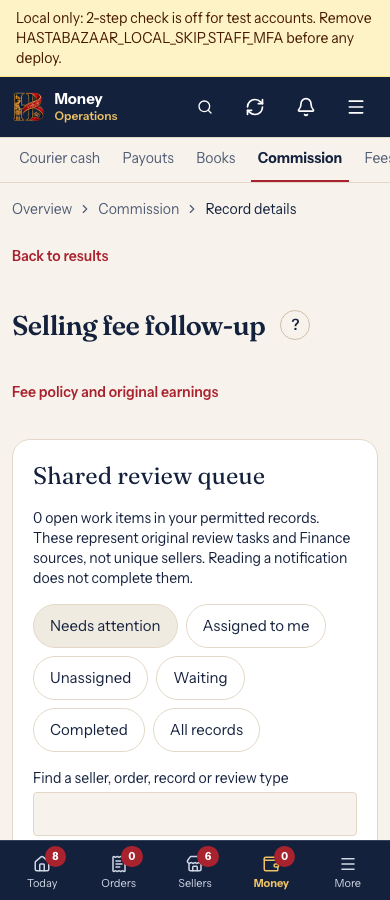 Local only: 2-step check is off for test accounts. Remove
HASTABAZAAR_LOCAL_SKIP_STAFF_MFA before any
deploy.
Money
Operations
Courier cash Payouts Books Commission Fees
Overview > Commission > Record details
Back to results
Selling fee follow-up ?
Fee policy and original earnings
Shared review queue
0 open work items in your permitted records.
These represent original review tasks and Finance
sources, not unique sellers. Reading a notification
does not complete them.
Needs attention Assigned to me
Unassigned Waiting
Completed All records
Find a seller, order, record or review type
8 0 6 0
Today Orders Sellers Money More